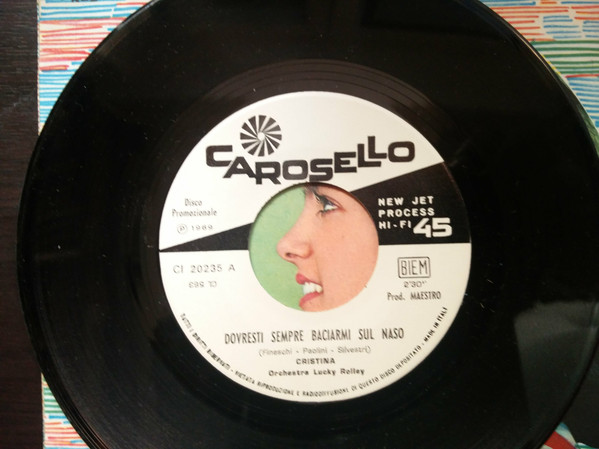 CAROSELLO
Disco
Promozionale
Ⓟ 1969
NEW JET
PROCESS
HI-FI 45
CI 20235 A
BIEM
2'30"
Prod. MAESTRO
DOVRESTI SEMPRE BACIARMI SUL NASO
(Fineschi - Paolini - Silvestri)
CRISTINA
Orchestra Lucky Rolley
TUTTI I DIRITTI RISERVATI - VIETATA RIPRODUZIONE E RADIODIFFUSIONI DI QUESTO DISCO DEPOSITATO - MADE IN ITALY